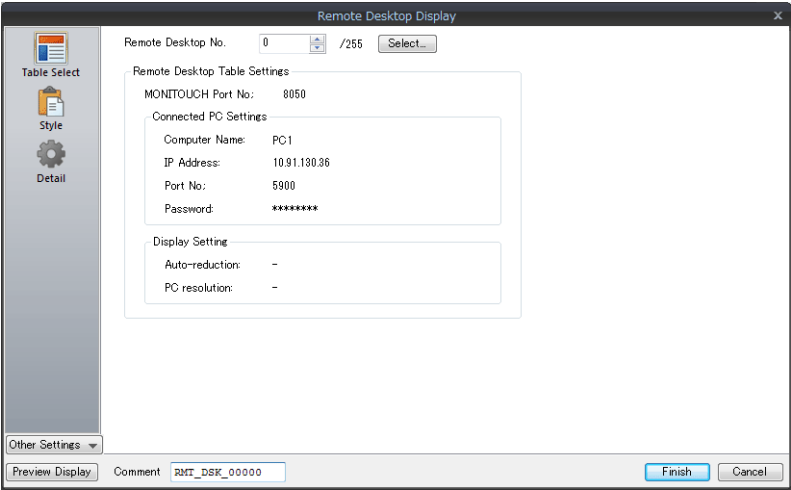 Remote Desktop Display
Table Select
Style
Detail
Other Settings
Remote Desktop No. 0 /255 Select...
Remote Desktop Table Settings
MONITOUCH Port No: 8050
Connected PC Settings
Computer Name: PC1
IP Address: 10.91.130.36
Port No: 5900
Password: ********
Display Setting
Auto-reduction: -
PC resolution: -
Preview Display Comment RMT_DSK_00000 Finish Cancel